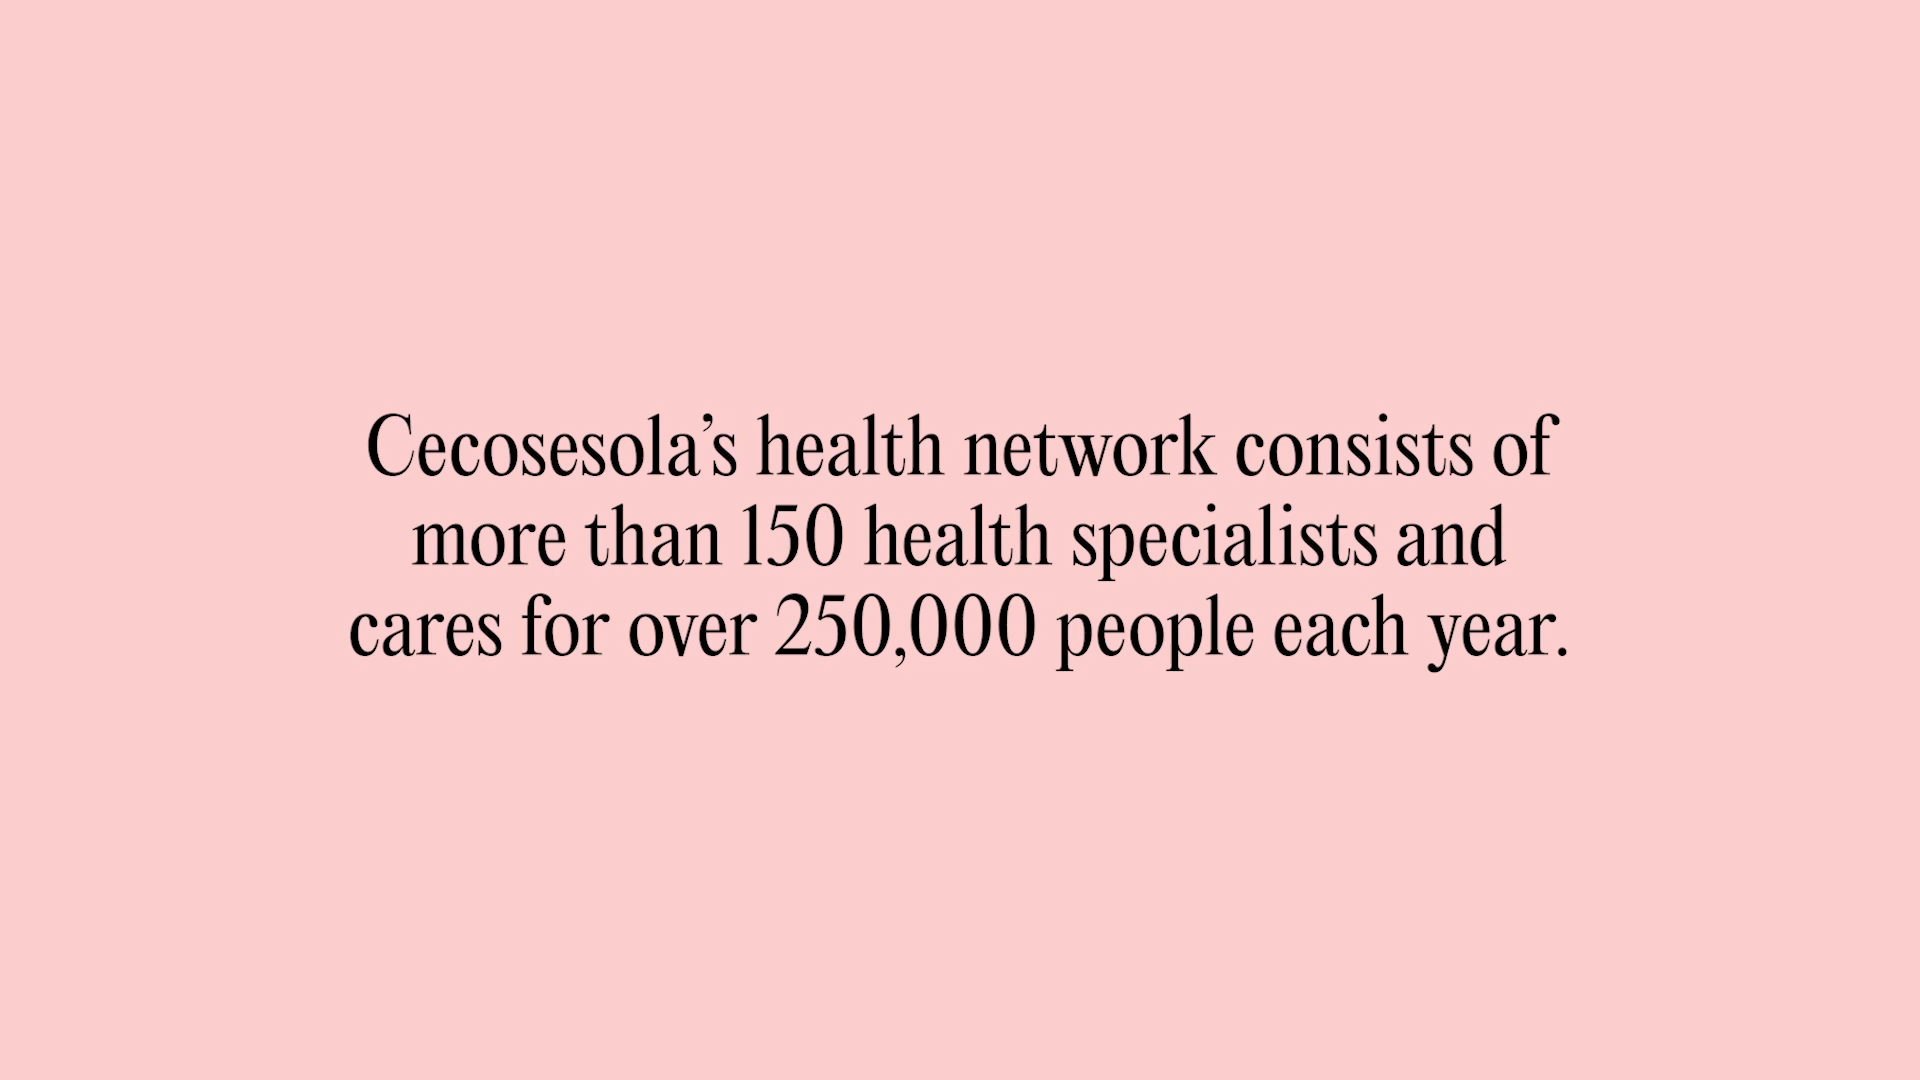 Cecosesola’s health network consists of
more than 150 health specialists and
cares for over 250,000 people each year.